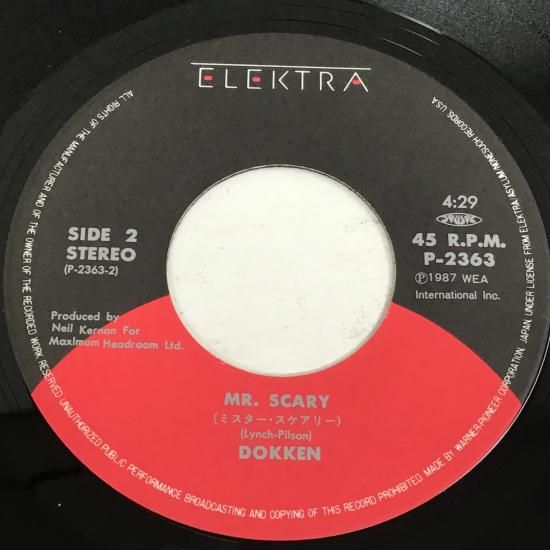 ELEKTRA
SIDE 2
STEREO
(P-2363-2)
4:29
45 R.P.M.
P-2363
Ⓟ1987 WEA
International Inc.
Produced by
Neil Kernon For
Maximum Headroom Ltd.
MR. SCARY
(ミスター・スケアリー)
(Lynch-Pilson)
DOKKEN
ALL RIGHTS OF THE MANUFACTURER AND OF THE OWNER OF THE RECORDED WORK RESERVED. UNAUTHORIZED PUBLIC PERFORMANCE BROADCASTING AND COPYING OF THIS RECORD PROHIBITED. MADE BY WARNER-PIONEER CORPORATION, JAPAN, UNDER LICENSE FROM ELEKTRA ASYLUM NONESUCH RECORDS, U.S.A.